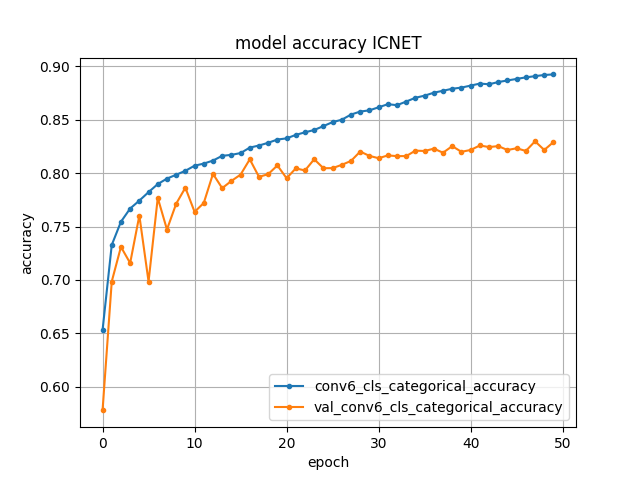 model accuracy ICNET
0.90
0.85
0.80
0.75
0.70
0.65
0.60
accuracy
conv6_cls_categorical_accuracy
val_conv6_cls_categorical_accuracy
0 10 20 30 40 50
epoch